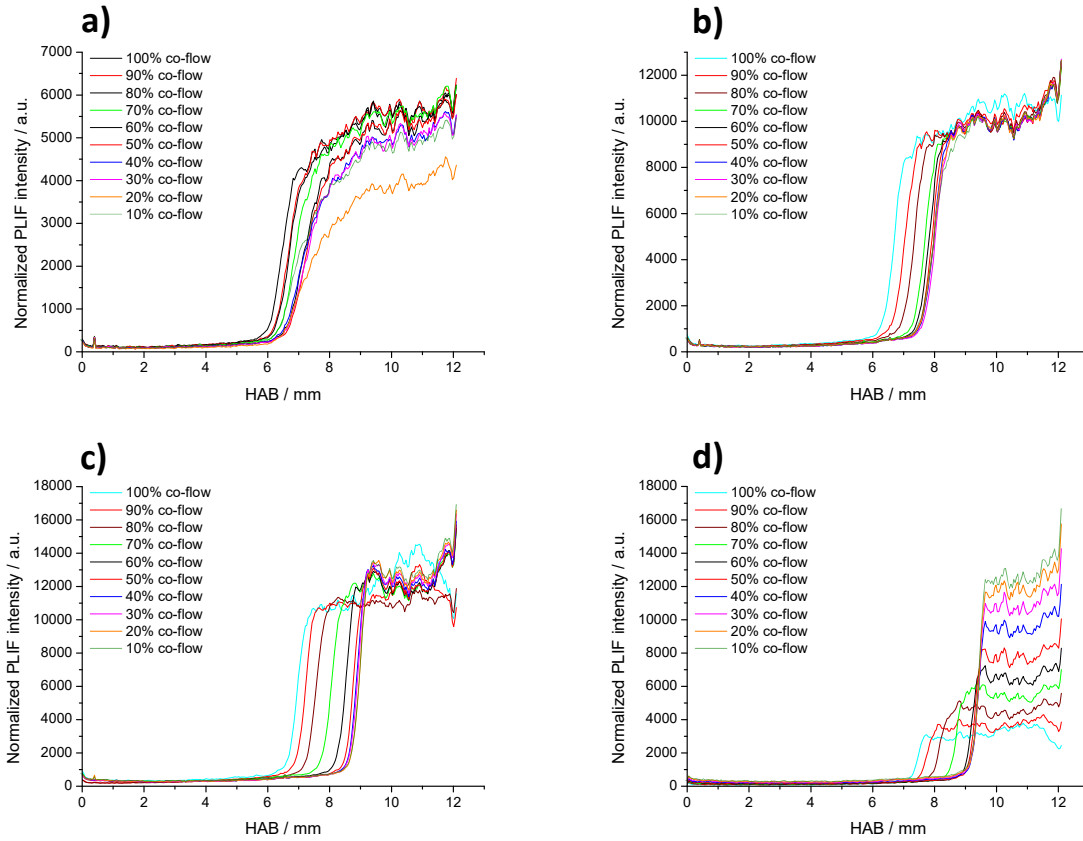 a)
Normalized PLIF intensity / a.u.
7000
6000
5000
4000
3000
2000
1000
0
100% co-flow
90% co-flow
80% co-flow
70% co-flow
60% co-flow
50% co-flow
40% co-flow
30% co-flow
20% co-flow
10% co-flow
0 2 4 6 8 10 12
HAB / mm
b)
Normalized PLIF intensity / a.u.
12000
10000
8000
6000
4000
2000
0
100% co-flow
90% co-flow
80% co-flow
70% co-flow
60% co-flow
50% co-flow
40% co-flow
30% co-flow
20% co-flow
10% co-flow
0 2 4 6 8 10 12
HAB / mm
c)
Normalized PLIF intensity / a.u.
18000
16000
14000
12000
10000
8000
6000
4000
2000
0
100% co-flow
90% co-flow
80% co-flow
70% co-flow
60% co-flow
50% co-flow
40% co-flow
30% co-flow
20% co-flow
10% co-flow
0 2 4 6 8 10 12
HAB / mm
d)
Normalized PLIF intensity / a.u.
18000
16000
14000
12000
10000
8000
6000
4000
2000
0
100% co-flow
90% co-flow
80% co-flow
70% co-flow
60% co-flow
50% co-flow
40% co-flow
30% co-flow
20% co-flow
10% co-flow
0 2 4 6 8 10 12
HAB / mm